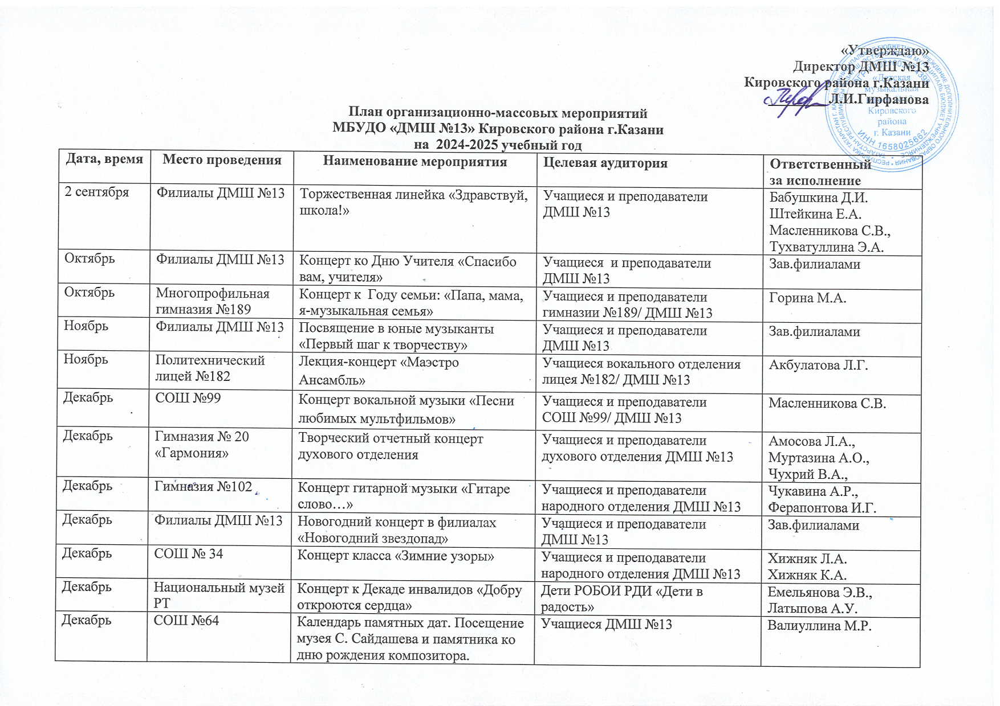 «Утверждаю»
Директор ДМШ №13
Кировского района г.Казани
Л.И.Гирфанова
«Детская
музыкальная
Кировского
района
г. Казани
ИНН 1658025662
План организационно-массовых мероприятий
МБУДО «ДМШ №13» Кировского района г.Казани
на 2024-2025 учебный год
Дата, время
Место проведения
Наименование мероприятия
Целевая аудитория
Ответственный
за исполнение
2 сентября
Филиалы ДМШ №13
Торжественная линейка «Здравствуй,
школа!»
Учащиеся и преподаватели
ДМШ №13
Бабушкина Д.И.
Штейкина Е.А.
Масленникова С.В.,
Тухватуллина Э.А.
Октябрь
Филиалы ДМШ №13
Концерт ко Дню Учителя «Спасибо
вам, учителя»
Учащиеся и преподаватели
ДМШ №13
Зав.филиалами
Октябрь
Многопрофильная
гимназия №189
Концерт к Году семьи: «Папа, мама,
я-музыкальная семья»
Учащиеся и преподаватели
гимназии №189/ ДМШ №13
Горина М.А.
Ноябрь
Филиалы ДМШ №13
Посвящение в юные музыканты
«Первый шаг к творчеству»
Учащиеся и преподаватели
ДМШ №13
Зав.филиалами
Ноябрь
Политехнический
лицей №182
Лекция-концерт «Маэстро
Ансамбль»
Учащиеся вокального отделения
лицея №182/ ДМШ №13
Акбулатова Л.Г.
Декабрь
СОШ №99
Концерт вокальной музыки «Песни
любимых мультфильмов»
Учащиеся и преподаватели
СОШ №99/ ДМШ №13
Масленникова С.В.
Декабрь
Гимназия № 20
«Гармония»
Творческий отчетный концерт
духового отделения
Учащиеся и преподаватели
духового отделения ДМШ №13
Амосова Л.А.,
Муртазина А.О.,
Чухрий В.А.,
Декабрь
Гимназия №102
Концерт гитарной музыки «Гитаре
слово…»
Учащиеся и преподаватели
народного отделения ДМШ №13
Чукавина А.Р.,
Ферапонтова И.Г.
Декабрь
Филиалы ДМШ №13
Новогодний концерт в филиалах
«Новогодний звездопад»
Учащиеся и преподаватели
ДМШ №13
Зав.филиалами
Декабрь
СОШ № 34
Концерт класса «Зимние узоры»
Учащиеся и преподаватели
народного отделения ДМШ №13
Хижняк Л.А.
Хижняк К.А.
Декабрь
Национальный музей
РТ
Концерт к Декаде инвалидов «Добру
откроются сердца»
Дети РОБОИ РДИ «Дети в
радость»
Емельянова Э.В.,
Латыпова А.У.
Декабрь
СОШ №64
Календарь памятных дат. Посещение
музея С. Сайдашева и памятника ко
дню рождения композитора.
Учащиеся ДМШ №13
Валиуллина М.Р.